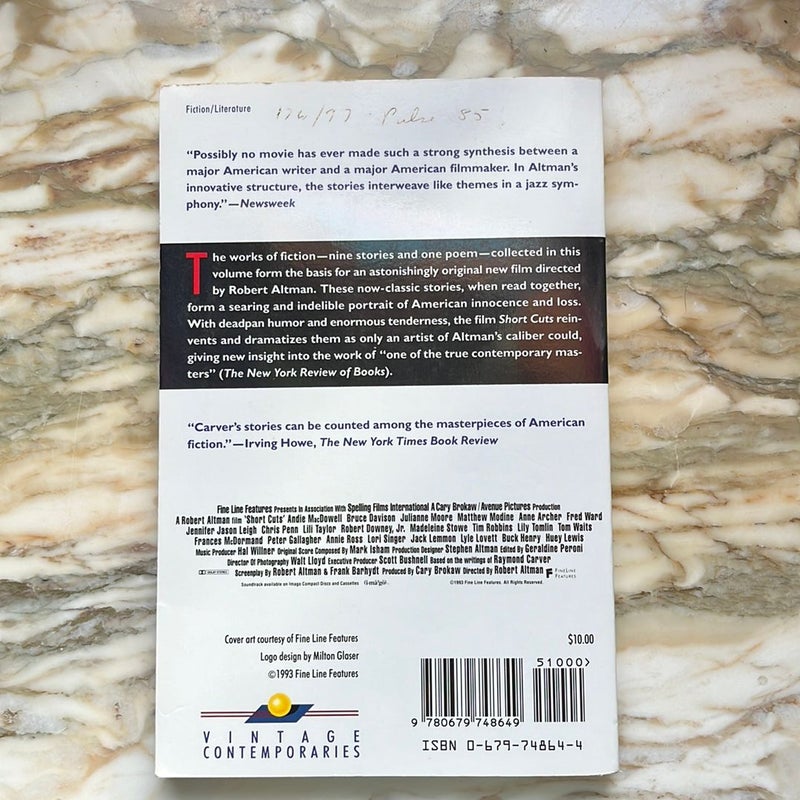 Fiction/Literature
“Possibly no movie has ever made such a strong synthesis between a
major American writer and a major American filmmaker. In Altman’s
innovative structure, the stories interweave like themes in a jazz sym-
phony.”—Newsweek
The works of fiction—nine stories and one poem—collected in this
volume form the basis for an astonishingly original new film directed
by Robert Altman. These now-classic stories, when read together,
form a searing and indelible portrait of American innocence and loss.
With deadpan humor and enormous tenderness, the film Short Cuts rein-
vents and dramatizes them as only an artist of Altman’s caliber could,
giving new insight into the work of “one of the true contemporary mas-
ters” (The New York Review of Books).
“Carver’s stories can be counted among the masterpieces of American
fiction.”—Irving Howe, The New York Times Book Review
Fine Line Features Presents In Association With Spelling Films International A Cary Brokaw/Avenue Pictures Production
A Robert Altman Film 'Short Cuts' Andie MacDowell Bruce Davison Julianne Moore Matthew Modine Anne Archer Fred Ward
Jennifer Jason Leigh Chris Penn Lili Taylor Robert Downey, Jr. Madeleine Stowe Tim Robbins Lily Tomlin Tom Waits
Frances McDormand Peter Gallagher Annie Ross Lori Singer Jack Lemmon Lyle Lovett Buck Henry Huey Lewis
Music Producer Hal Willner Original Score Composed By Mark Isham Production Designer Stephen Altman Edited By Geraldine Peroni
Director Of Photography Walt Lloyd Executive Producer Scott Bushnell Based on the writings of Raymond Carver
Screenplay By Robert Altman & Frank Barhydt Produced By Cary Brokaw Directed By Robert Altman FINE LINE FEATURES
Soundtrack available on Imago Compact Discs and Cassettes imago ©1993 Fine Line Features. All Rights Reserved.
Cover art courtesy of Fine Line Features
Logo design by Milton Glaser
©1993 Fine Line Features
$10.00
51000>
9 780679 748649
ISBN 0-679-74864-4
VINTAGE
CONTEMPORARIES